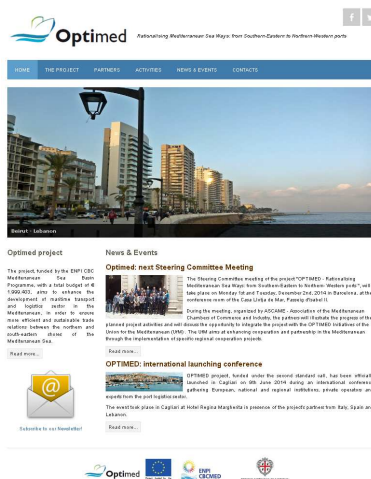 Optimed
Rationalising Mediterranean Sea Ways: from Southern-Eastern to Northern-Western ports
HOME THE PROJECT PARTNERS ACTIVITIES NEWS & EVENTS CONTACTS
Beirut - Lebanon
Optimed project
The project, funded by the ENPI CBC
Mediterranean Sea Basin
Programme, with a total budget of €
1.999.403, aims to enhance the
development of maritime transport
and logistics sector in the
Mediterranean, in order to ensure
more efficient and sustainable trade
relations between the northern and
south-eastern shores of the
Mediterranean Sea.
Read more...
Subscribe to our Newsletter!
News & Events
Optimed: next Steering Committee Meeting
The Steering Committee meeting of the project "OPTIMED - Rationalising
Mediterranean Sea Ways: from Southern-Eastern to Northern-Western ports", will
take place on Monday 1st and Tuesday, December 2nd, 2014 in Barcelona, at the
conference room of the Casa Llotja de Mar, Passeig d'Isabel II.
During the meeting, organized by ASCAME - Association of the Mediterranean
Chambers of Commerce and Industry, the partners will illustrate the progress of the
planned project activities and will discuss the opportunity to integrate the project with the OPTIMED Initiatives of the
Union for the Mediterranean (UfM). The UfM aims at enhancing cooperation and partnership in the Mediterranean
through the implementation of specific regional cooperation projects.
Read more...
OPTIMED: international launching conference
OPTIMED project, funded under the second standard call, has been officially
launched in Cagliari on 9th June 2014 during an international conference
gathering European, national and regional institutions, private operators and
experts from the port logistics sector.
The event took place in Cagliari at Hotel Regina Margherita in presence of the project's partners from Italy, Spain and
Lebanon.
Read more...
Optimed
ENPI
CBCMED